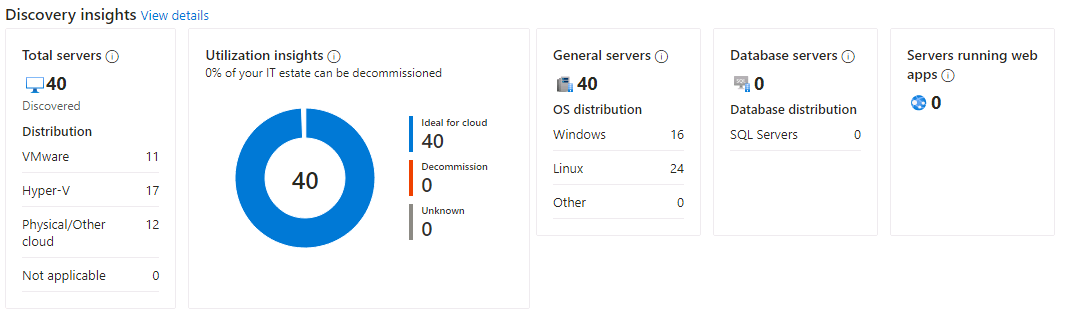 Discovery insights View details
Total servers
40
Discovered
Distribution
VMware 11
Hyper-V 17
Physical/Other 12
cloud
Not applicable 0
Utilization insights
0% of your IT estate can be decommissioned
40
Ideal for cloud
40
Decommission
0
Unknown
0
General servers
40
OS distribution
Windows 16
Linux 24
Other 0
Database servers
SQL
0
Database distribution
SQL Servers 0
Servers running web
apps
0